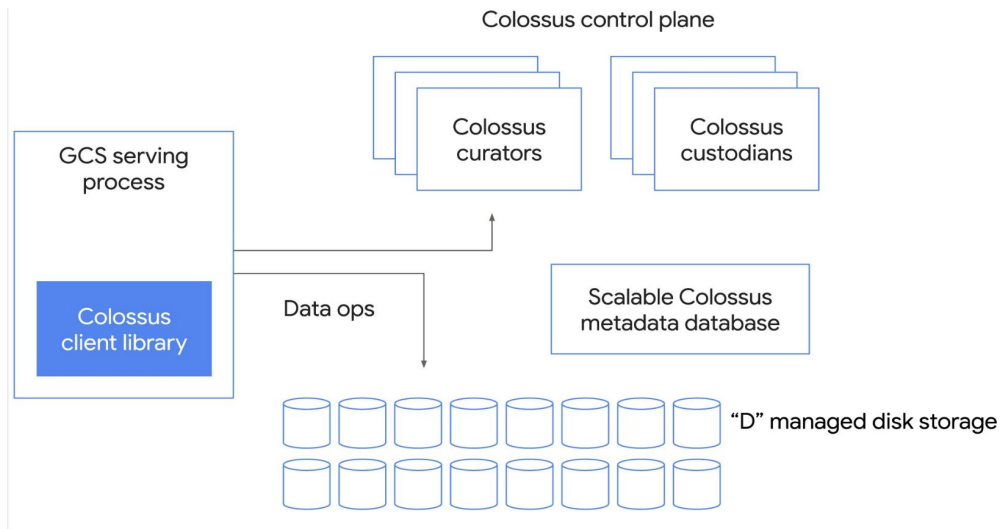 Colossus control plane
GCS serving
process
Colossus
client library
Colossus
curators
Colossus
custodians
Data ops
Scalable Colossus
metadata database
“D” managed disk storage